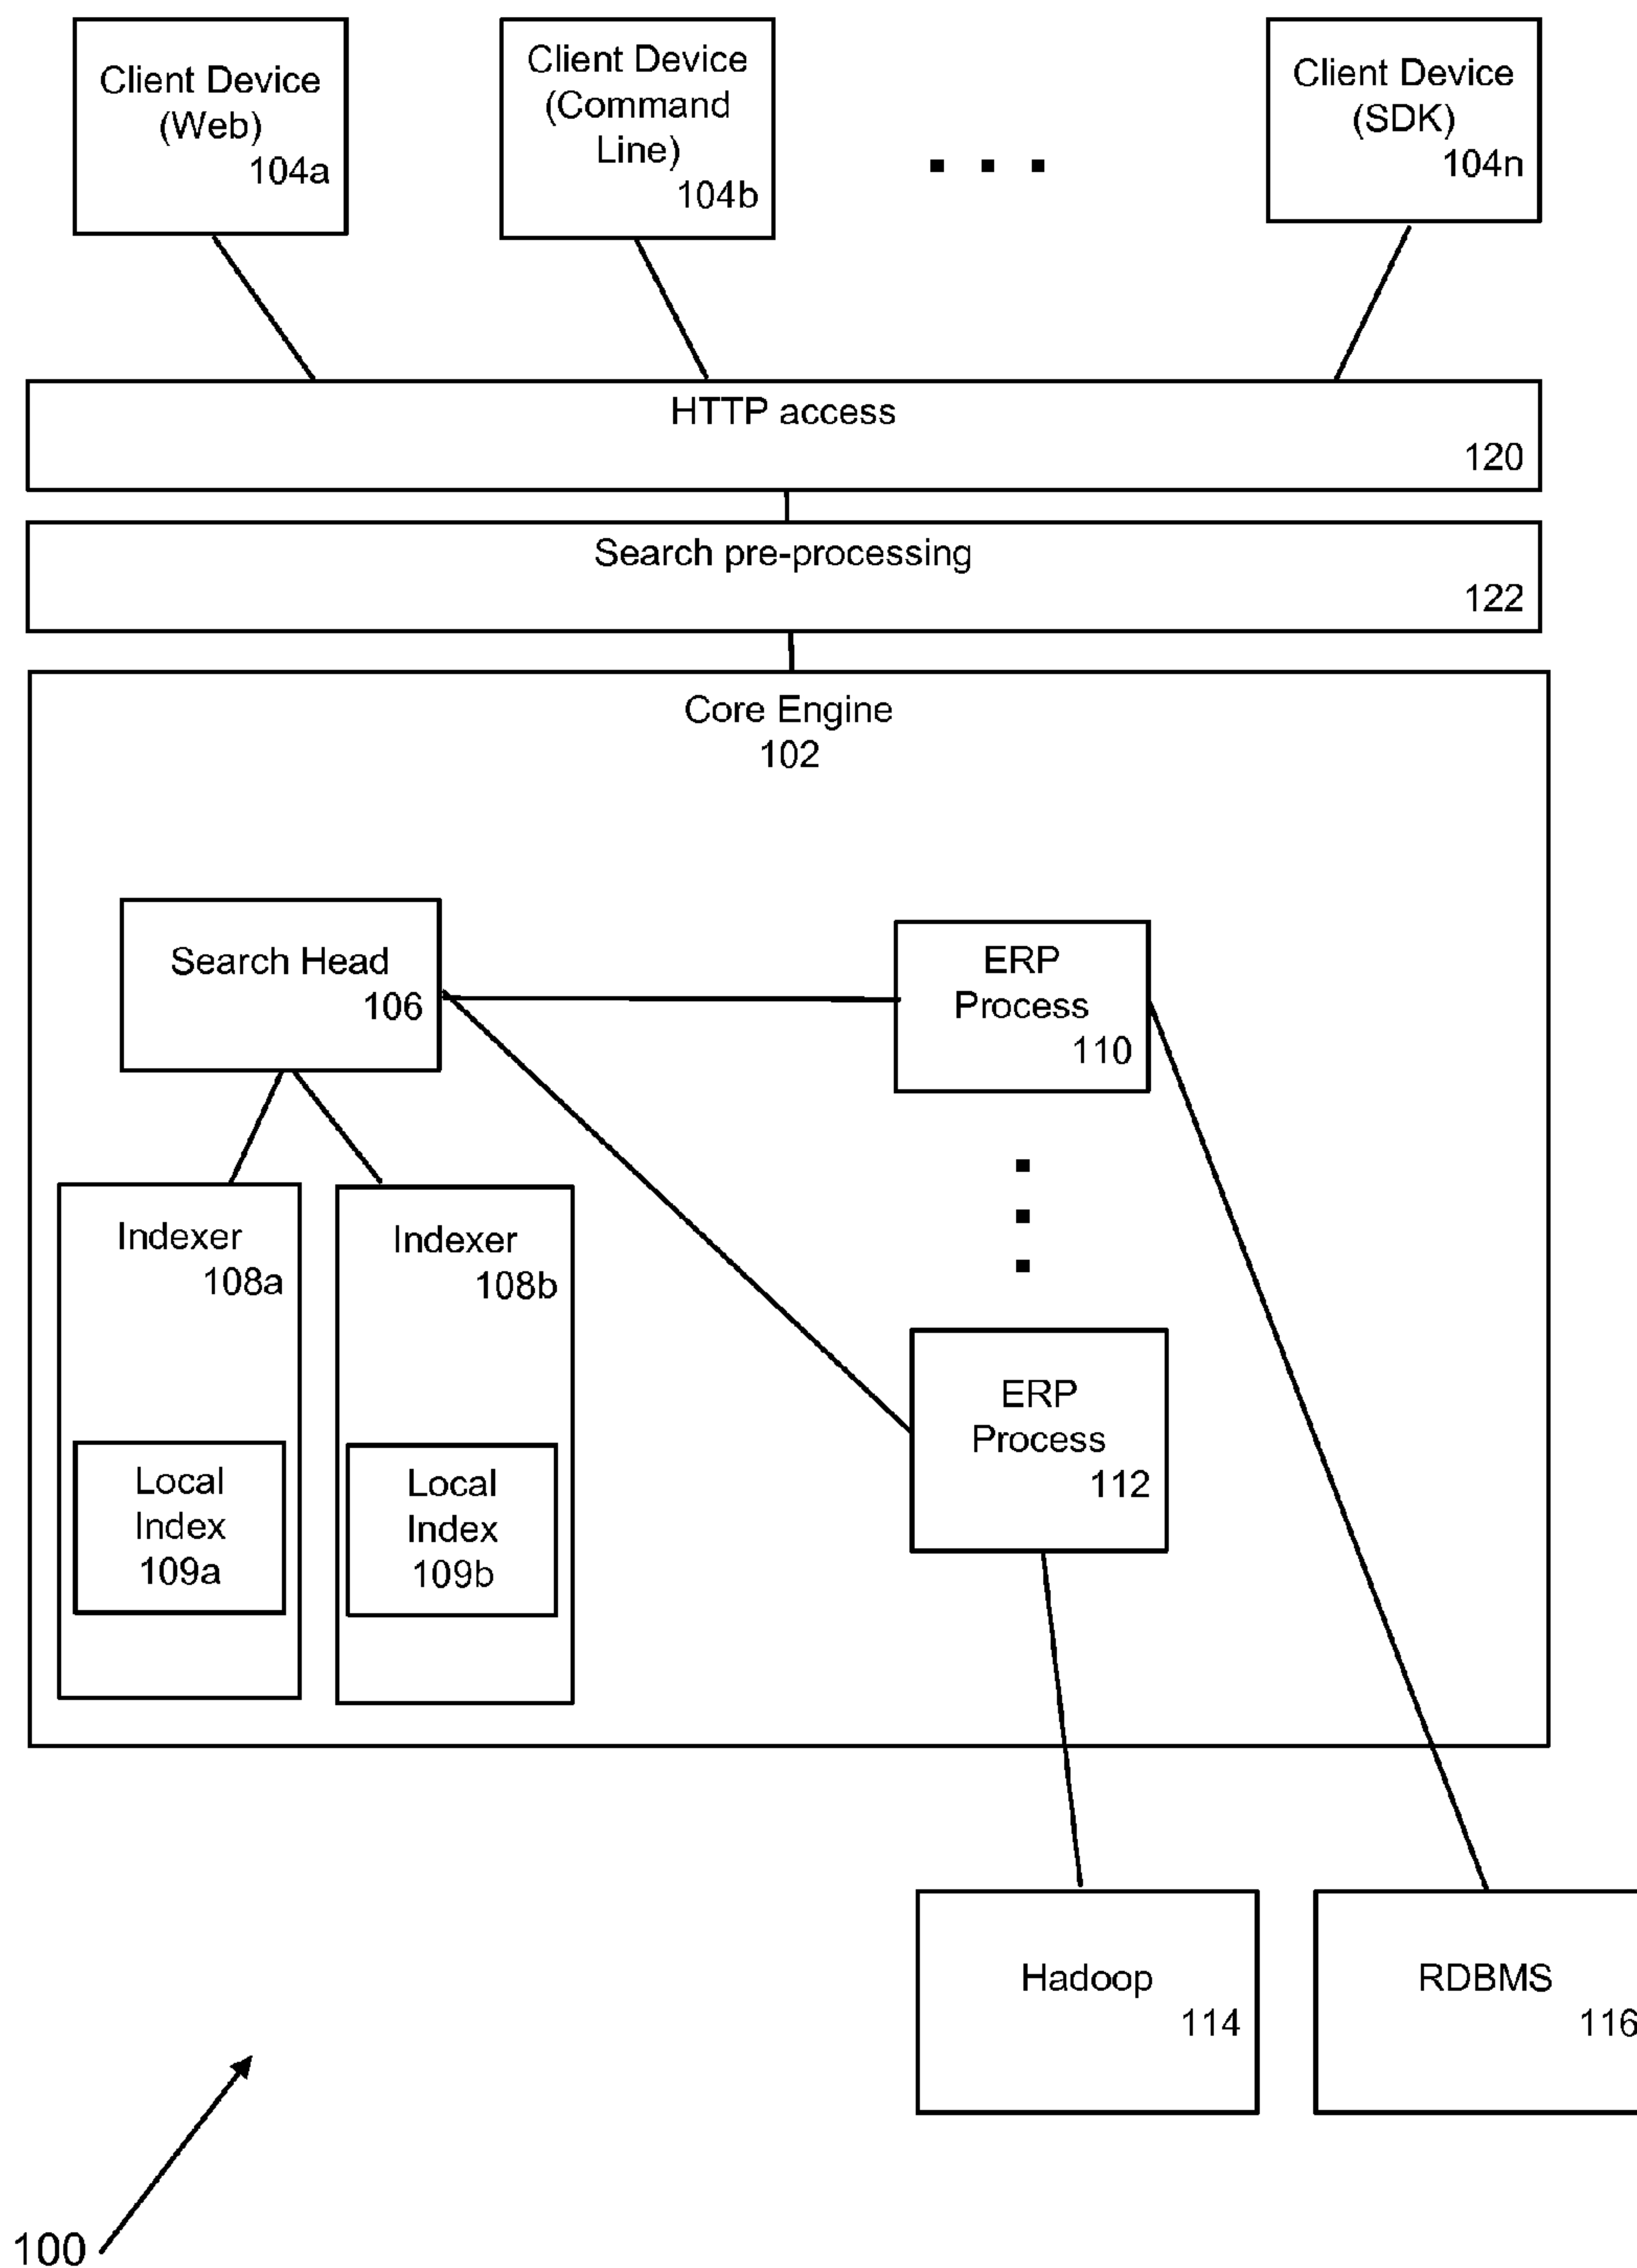 Client Device
(Web)
104a
Client Device
(Command
Line)
104b
Client Device
(SDK)
104n
HTTP access
120
Search pre-processing
122
Core Engine
102
Search Head
106
ERP
Process
110
Indexer
108a
Indexer
108b
ERP
Process
112
Local
Index
109a
Local
Index
109b
Hadoop
114
RDBMS
116
100